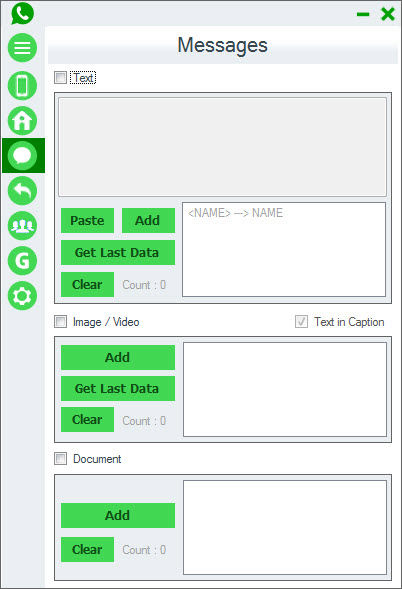 Messages
Text
Paste Add
<NAME> ---> NAME
Get Last Data
Clear Count : 0
Image / Video Text in Caption
Add
Get Last Data
Clear Count : 0
Document
Add
Clear Count : 0
G